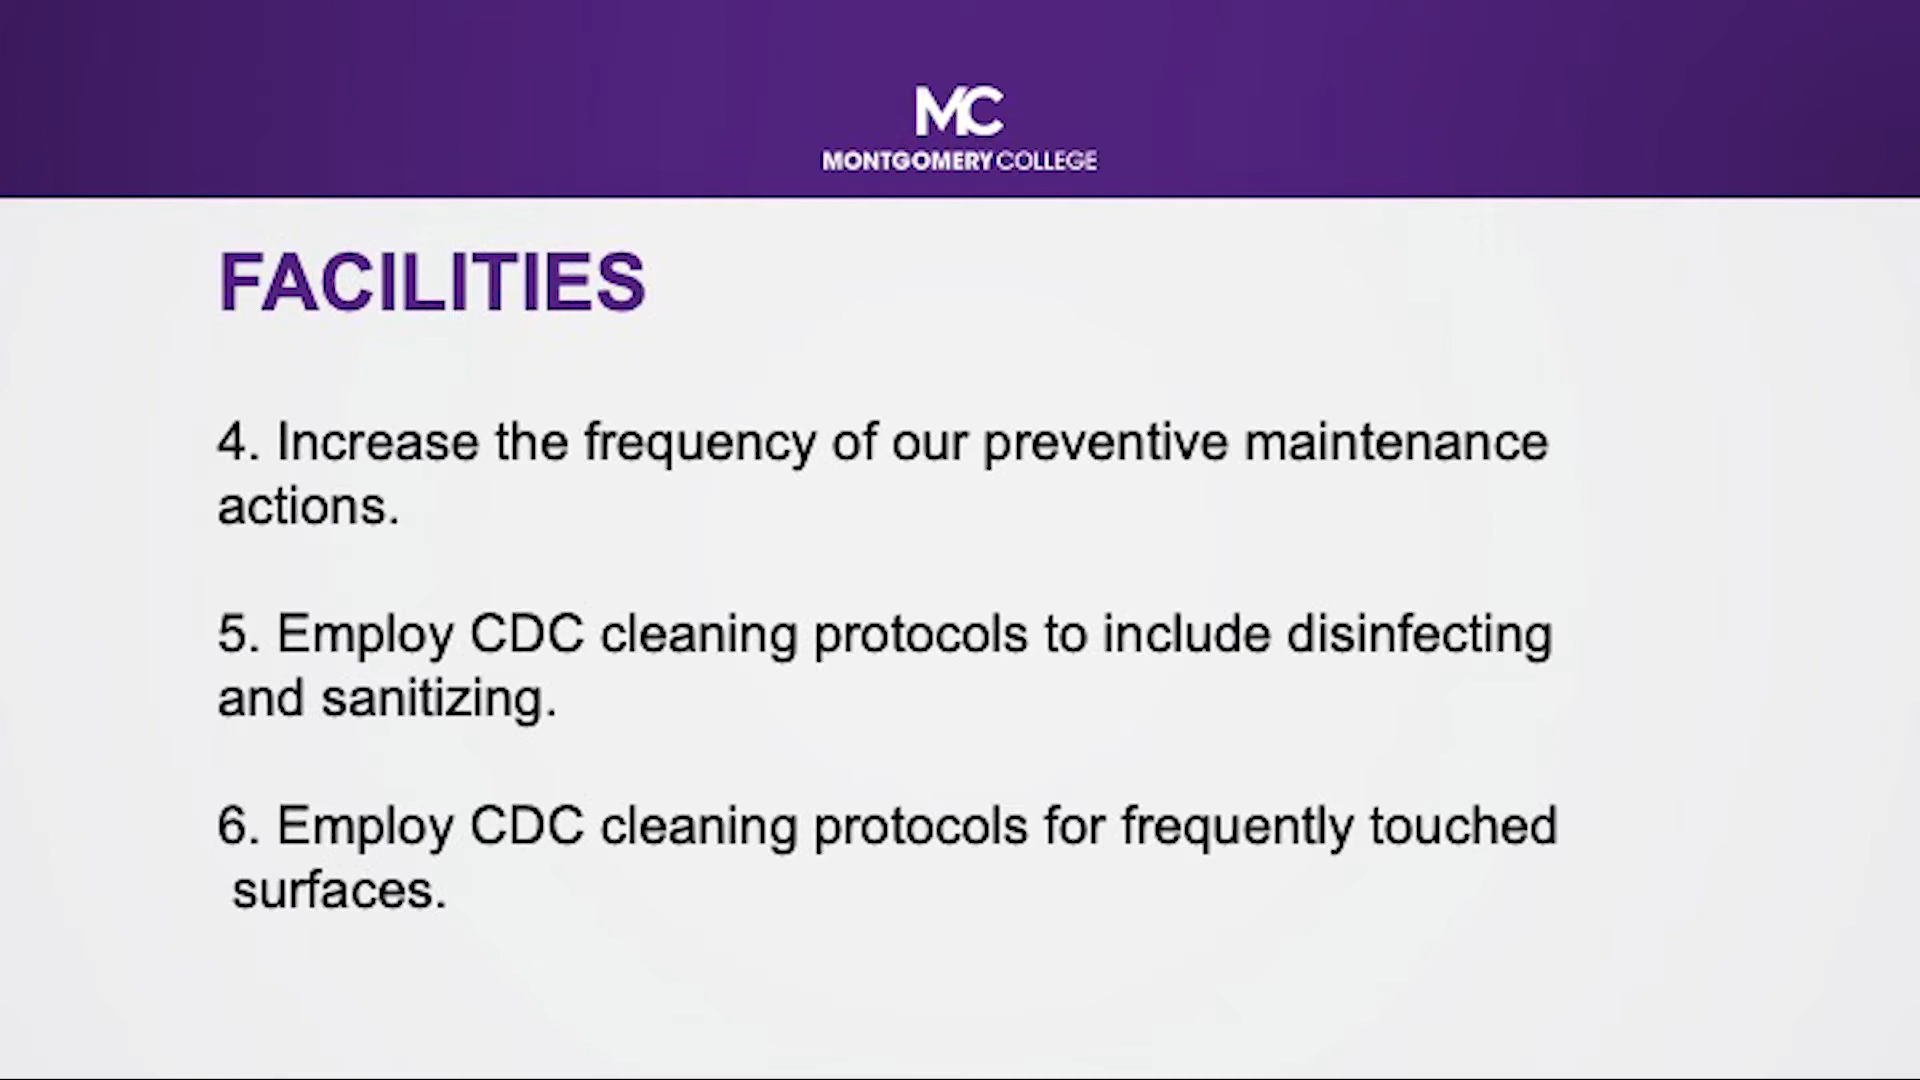 MC
MONTGOMERY COLLEGE
FACILITIES
4. Increase the frequency of our preventive maintenance
actions.
5. Employ CDC cleaning protocols to include disinfecting
and sanitizing.
6. Employ CDC cleaning protocols for frequently touched
surfaces.